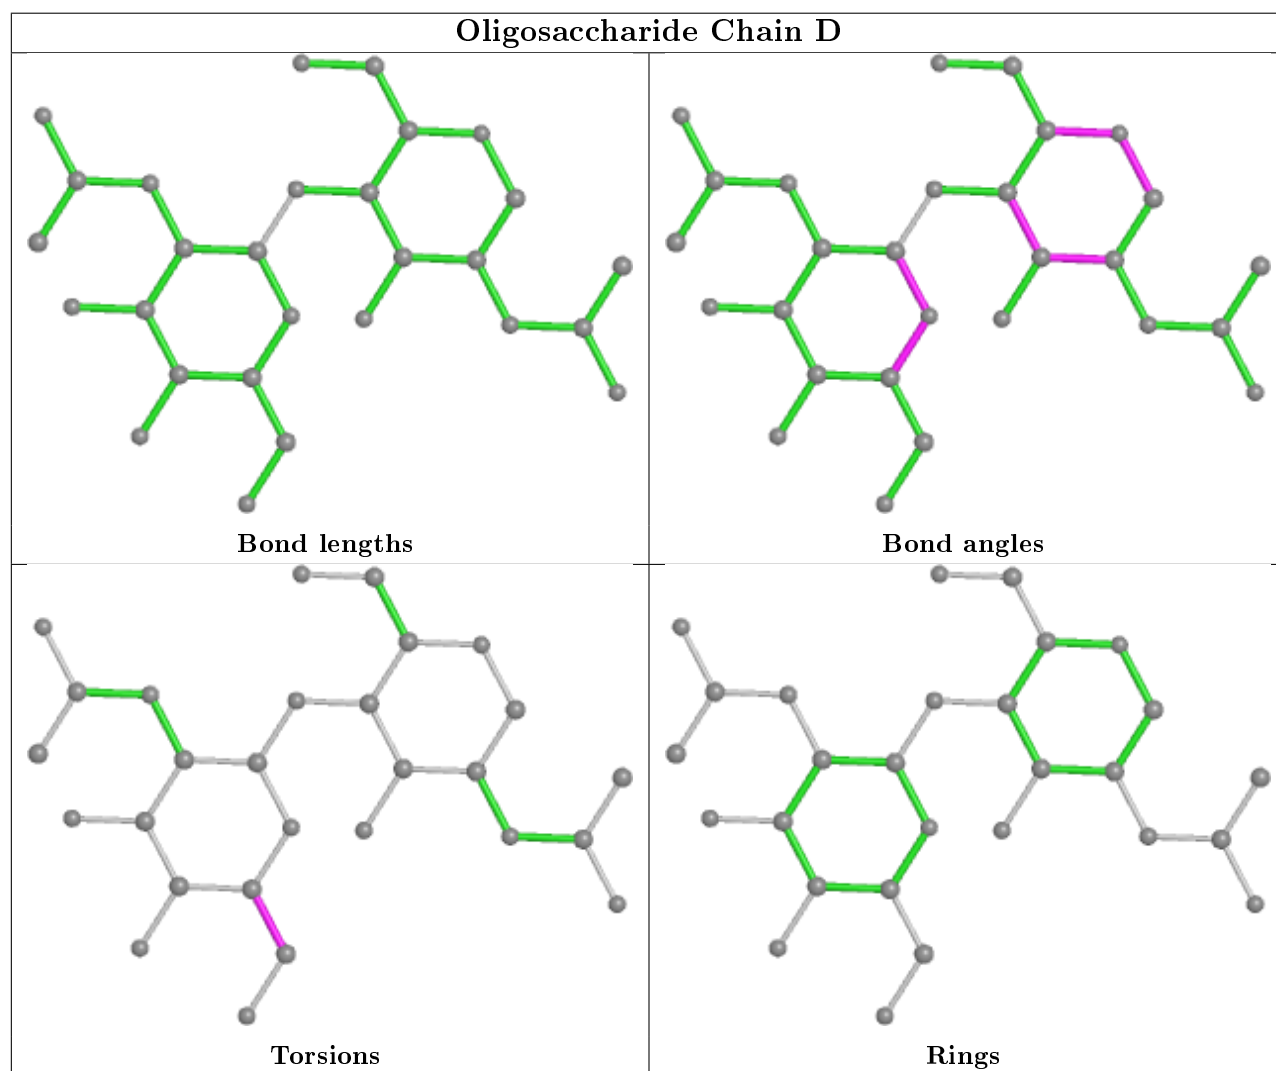 Oligosaccharide Chain D
Bond lengths
Bond angles
Torsions
Rings